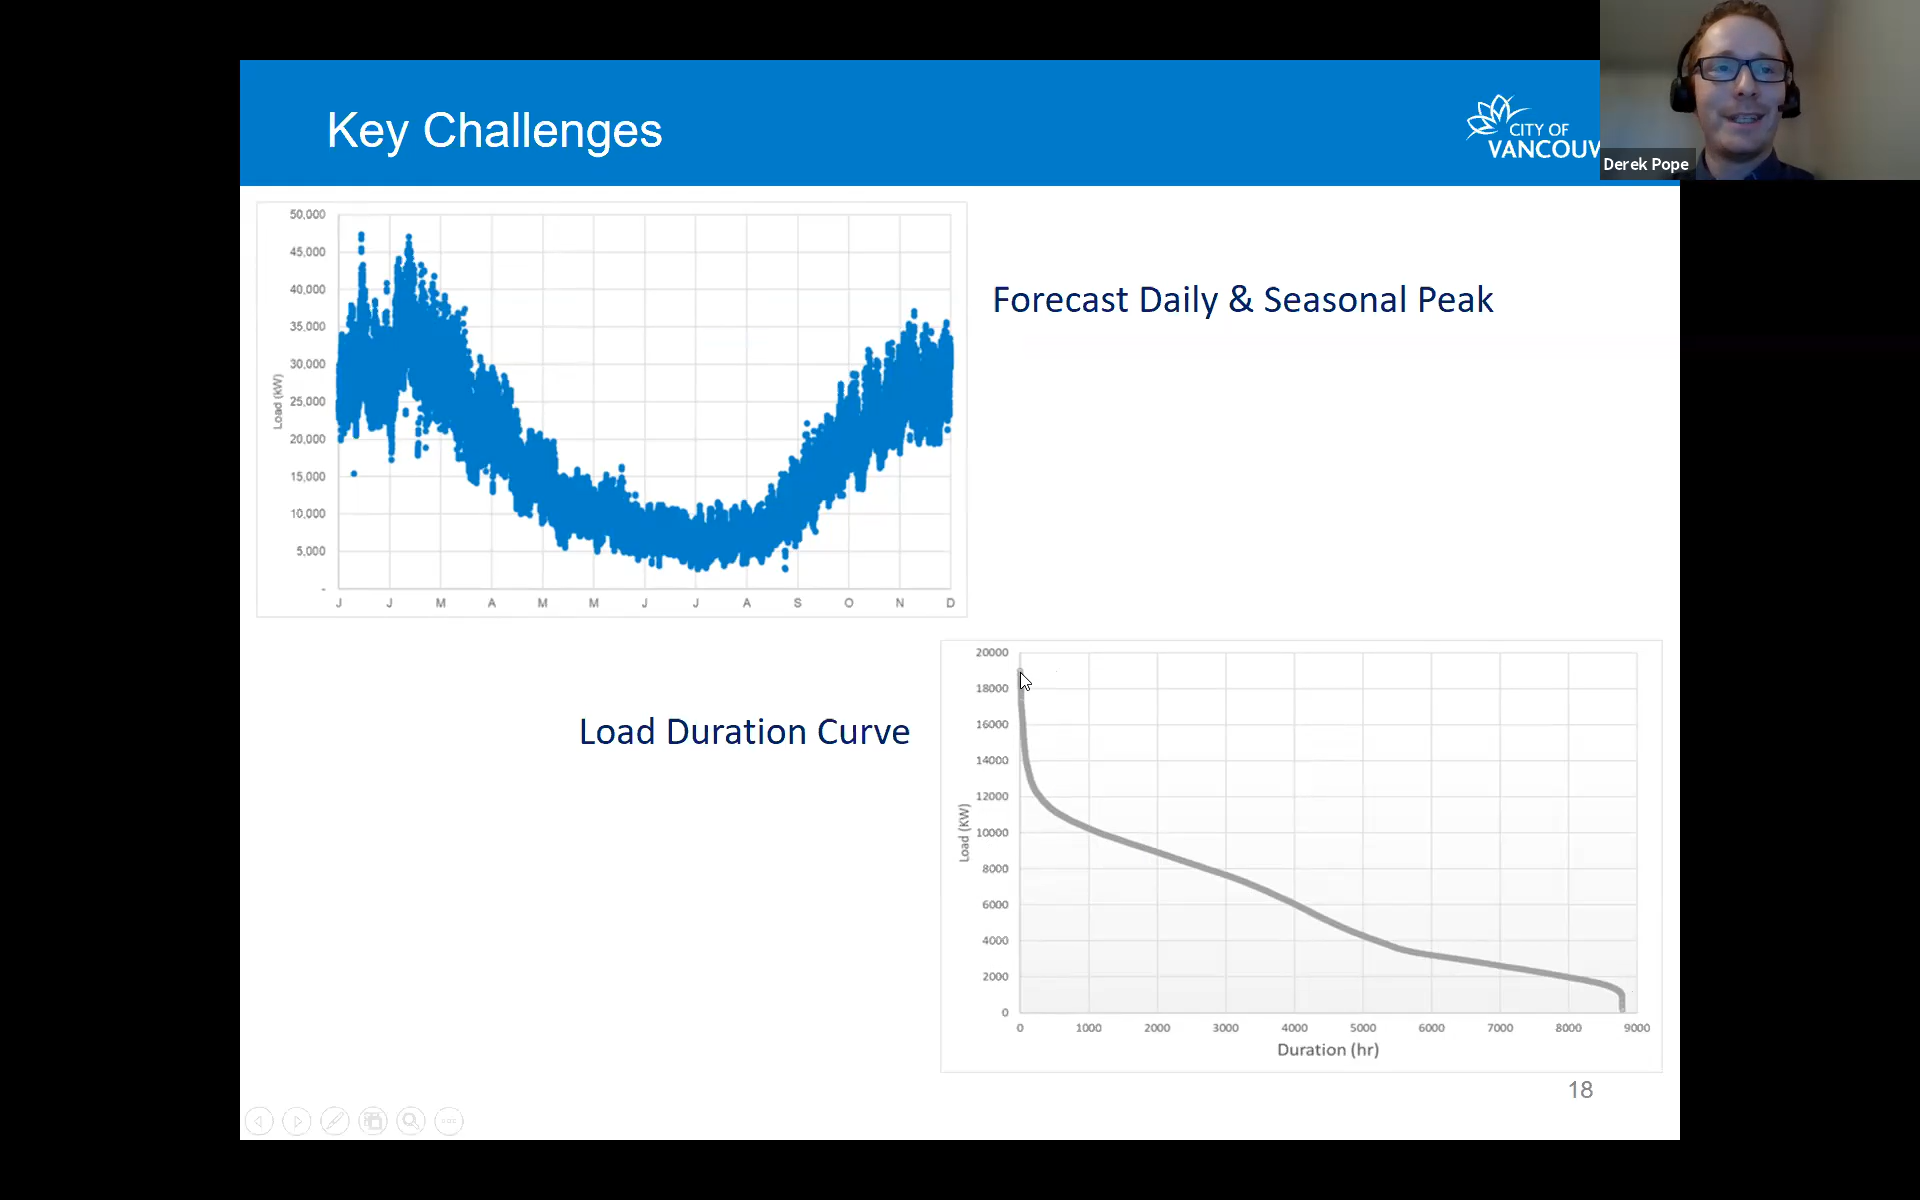 Key Challenges
CITY OF
VANCOUV
Derek Pope
50,000
45,000
40,000
35,000
30,000
25,000
20,000
15,000
10,000
5,000
-
Load (kW)
J J M A M M J J A S O N D
Forecast Daily & Seasonal Peak
Load Duration Curve
20000
18000
16000
14000
12000
10000
8000
6000
4000
2000
0
Load (KW)
0 1000 2000 3000 4000 5000 6000 7000 8000 9000
Duration (hr)
18